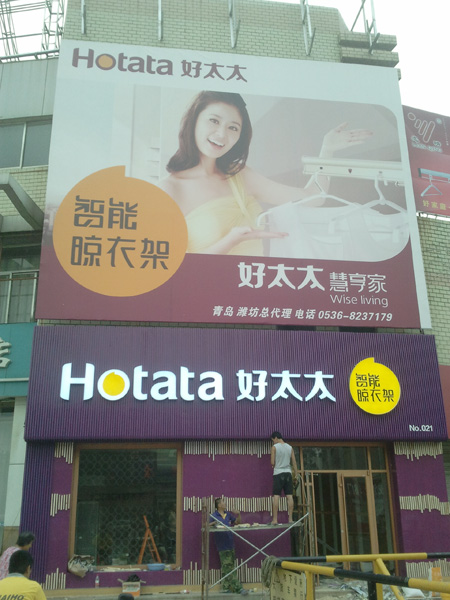 Hotata 好太太
智能
晾衣架
好太太 慧享家
Wise living
青岛 潍坊总代理 电话 0536-8237179
Hotata 好太太
智能
晾衣架
No.021
店